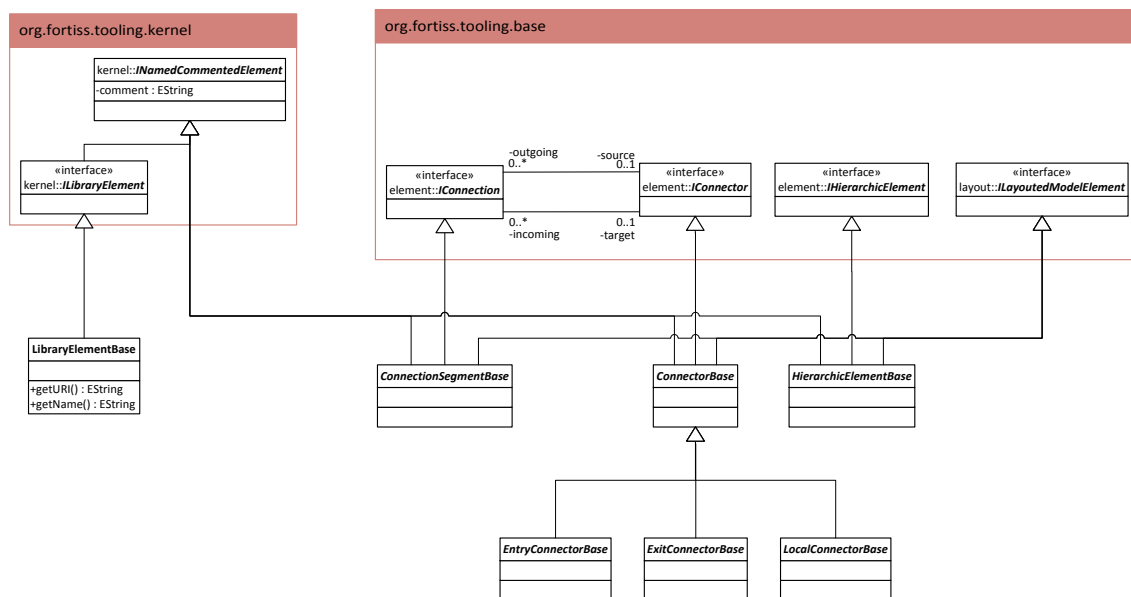 org.fortiss.tooling.kernel
kernel::INamedCommentedElement
-comment : EString
«interface»
kernel::ILibraryElement
org.fortiss.tooling.base
«interface»
element::IConnection
-outgoing
0..*
-source
0..1
0..*
-incoming
0..1
-target
«interface»
element::IConnector
«interface»
element::IHierarchicElement
«interface»
layout::ILayoutedModelElement
LibraryElementBase
+getURI() : EString
+getName() : EString
ConnectionSegmentBase
ConnectorBase
HierarchicElementBase
EntryConnectorBase
ExitConnectorBase
LocalConnectorBase